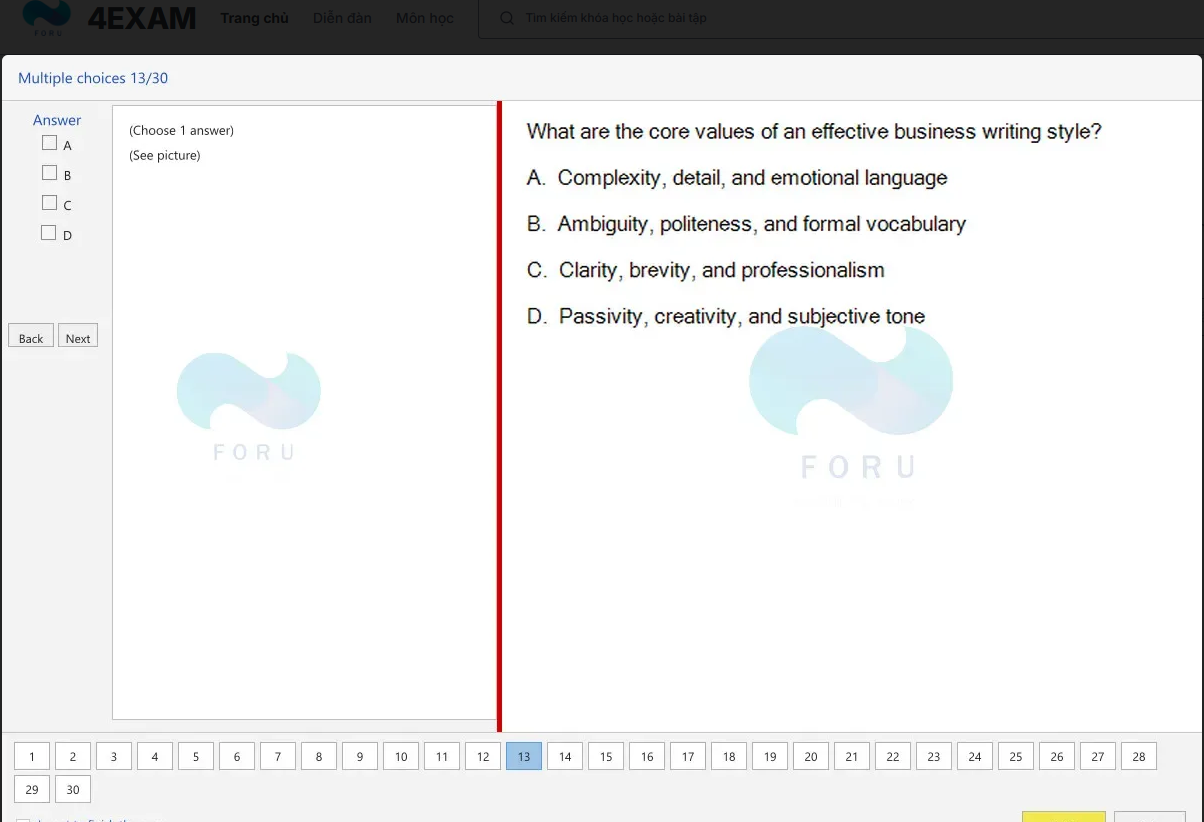 FORU
4EXAM
Trang chủ
Diễn đàn
Môn học
Tìm kiếm khóa học hoặc bài tập
Multiple choices 13/30
Answer
A
B
C
D
Back
Next
(Choose 1 answer)
(See picture)
FORU
What are the core values of an effective business writing style?
A. Complexity, detail, and emotional language
B. Ambiguity, politeness, and formal vocabulary
C. Clarity, brevity, and professionalism
D. Passivity, creativity, and subjective tone
FORU
1 2 3 4 5 6 7 8 9 10 11 12 13 14 15 16 17 18 19 20 21 22 23 24 25 26 27 28
29 30